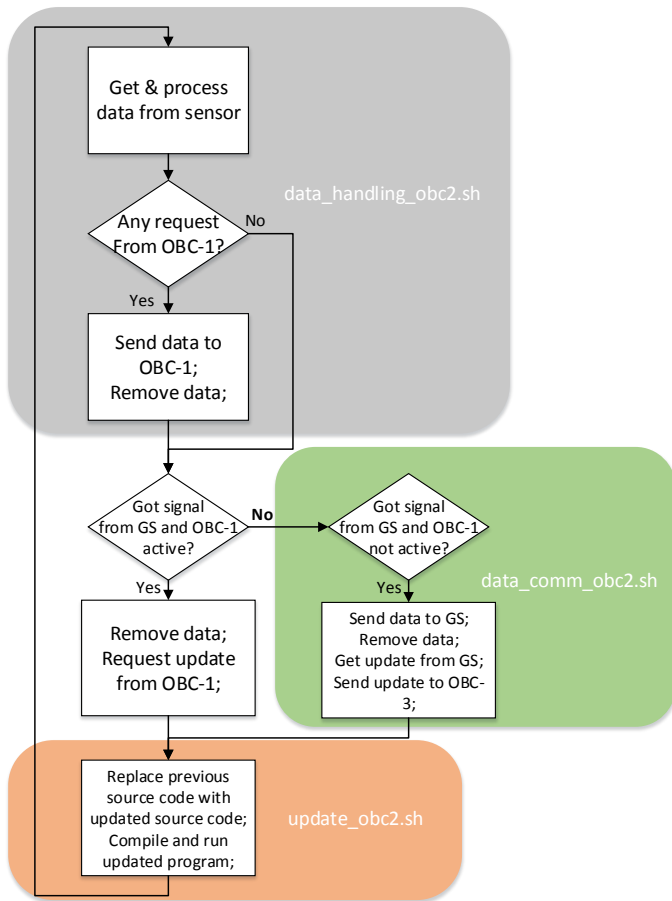 Get & process
data from sensor
data_handling_obc2.sh
Any request
From OBC-1?
No
Yes
Send data to
OBC-1;
Remove data;
Got signal
from GS and OBC-1
active?
No
Got signal
from GS and OBC-1
not active?
data_comm_obc2.sh
Yes
Yes
Remove data;
Request update
from OBC-1;
Send data to GS;
Remove data;
Get update from GS;
Send update to OBC-
3;
Replace previous
source code with
updated source code;
Compile and run
updated program;
update_obc2.sh